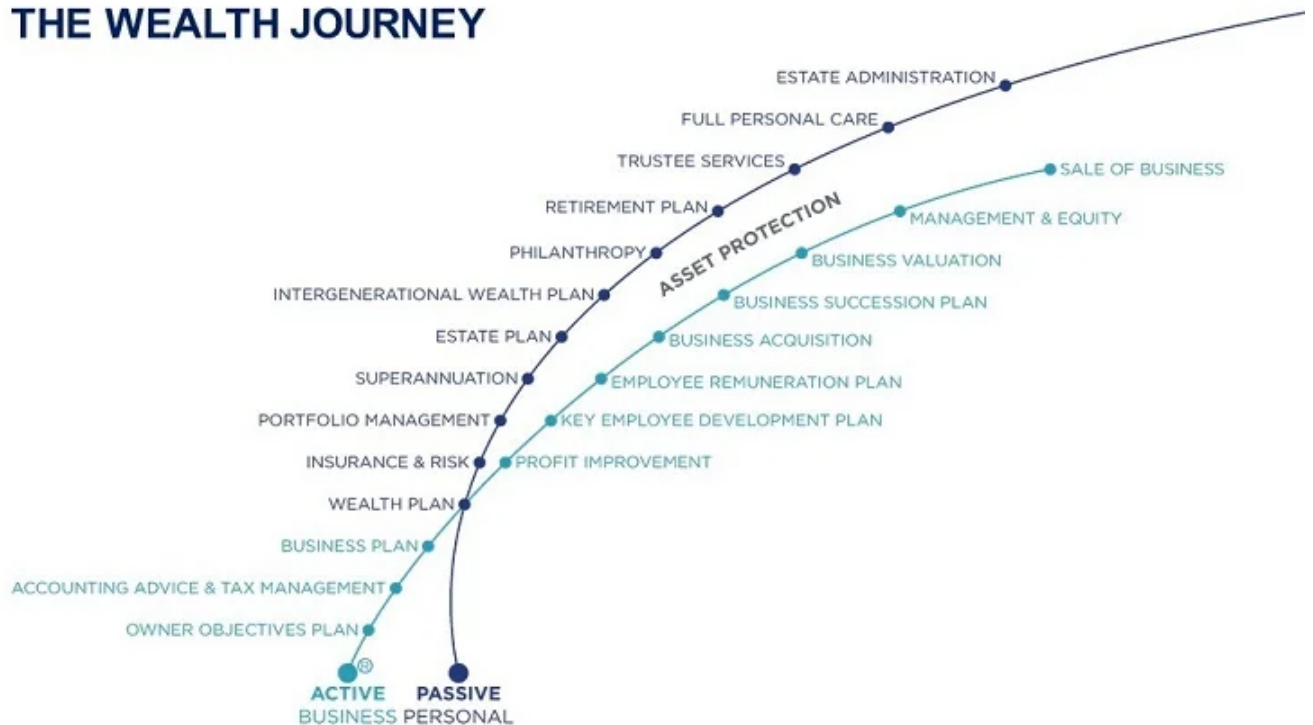 THE WEALTH JOURNEY
ESTATE ADMINISTRATION
FULL PERSONAL CARE
TRUSTEE SERVICES
SALE OF BUSINESS
RETIREMENT PLAN
MANAGEMENT & EQUITY
ASSET PROTECTION
PHILANTHROPY
BUSINESS VALUATION
INTERGENERATIONAL WEALTH PLAN
BUSINESS SUCCESSION PLAN
ESTATE PLAN
BUSINESS ACQUISITION
SUPERANNUATION
EMPLOYEE REMUNERATION PLAN
PORTFOLIO MANAGEMENT
KEY EMPLOYEE DEVELOPMENT PLAN
INSURANCE & RISK
PROFIT IMPROVEMENT
WEALTH PLAN
BUSINESS PLAN
ACCOUNTING ADVICE & TAX MANAGEMENT
OWNER OBJECTIVES PLAN
®
ACTIVE PASSIVE
BUSINESS PERSONAL